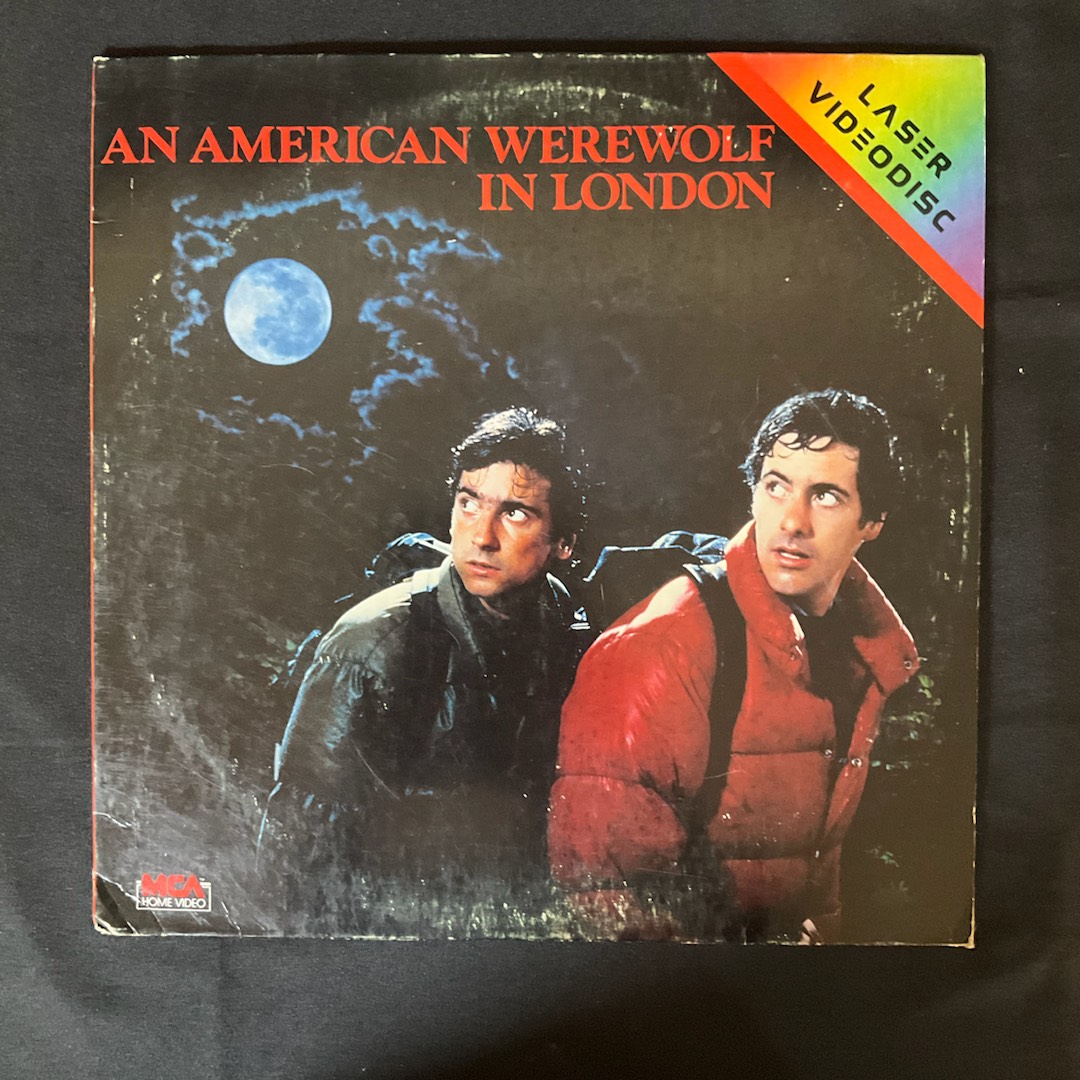 AN AMERICAN WEREWOLF
IN LONDON
LASER
VIDEODISC
MCA
HOME VIDEO